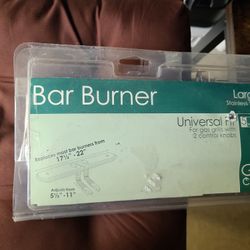 Bar Burner
Stainless
Universal Fit
For gas grills with
2 control knobs
Replaces most bar burners from
17½" - 22"
Adjusts from
5½" - 11"